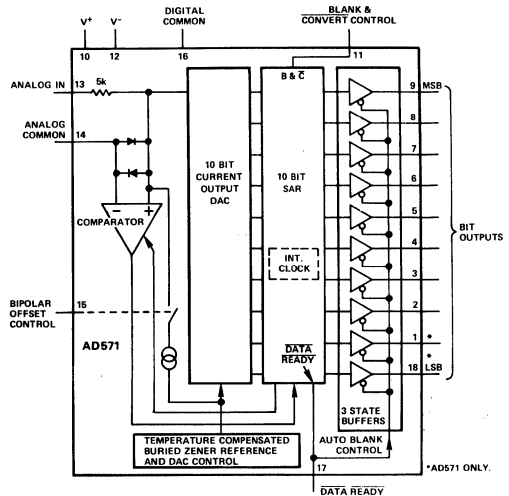 V+ V− DIGITAL COMMON BLANK & CONVERT CONTROL
10 12 16 11
ANALOG IN 13 5k
ANALOG COMMON 14
B & C̅
10 BIT CURRENT OUTPUT DAC
10 BIT SAR
INT. CLOCK
COMPARATOR
− +
BIPOLAR OFFSET CONTROL 15
AD571
DATA READY
TEMPERATURE COMPENSATED
BURIED ZENER REFERENCE
AND DAC CONTROL
9 MSB
8
7
6
5
4
3
2
1 *
*
18 LSB
BIT OUTPUTS
3 STATE BUFFERS
AUTO BLANK CONTROL
17
*AD571 ONLY.
DATA READY